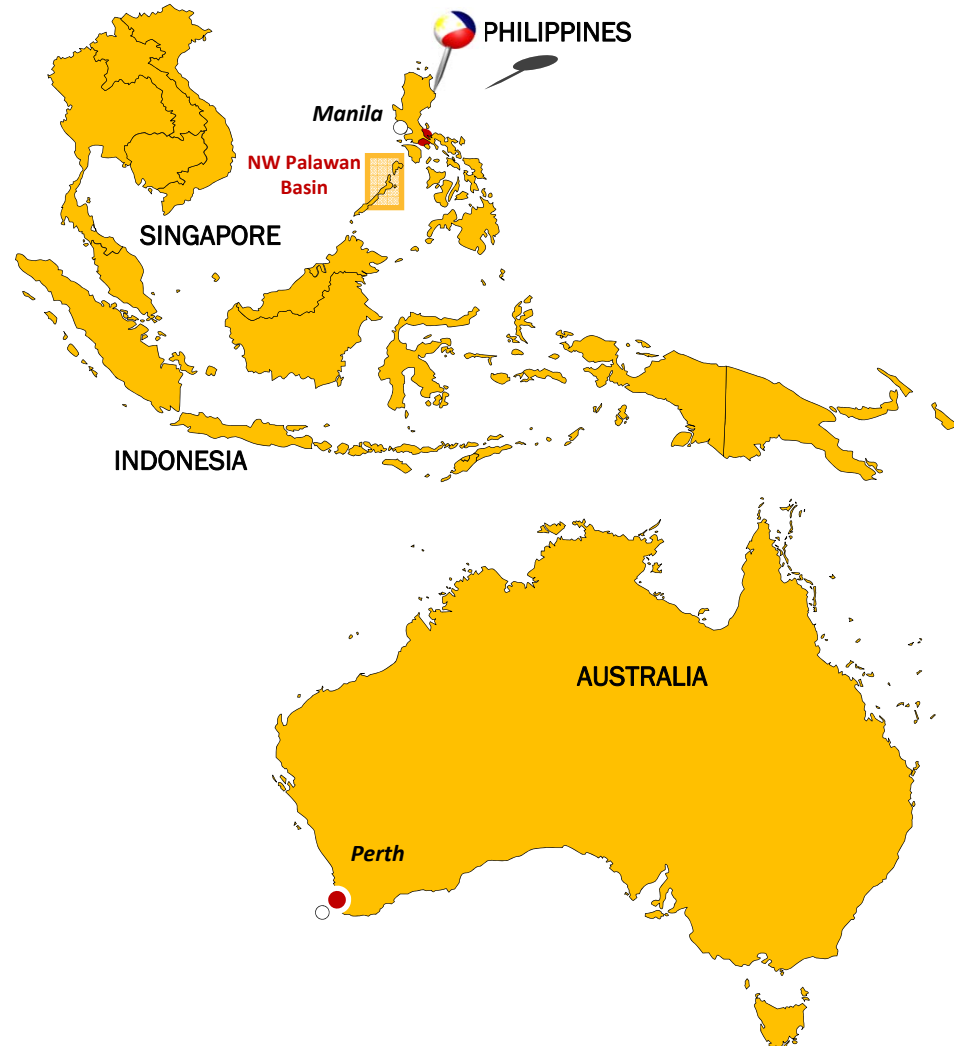 PHILIPPINES
Manila
NW Palawan
Basin
SINGAPORE
INDONESIA
AUSTRALIA
Perth